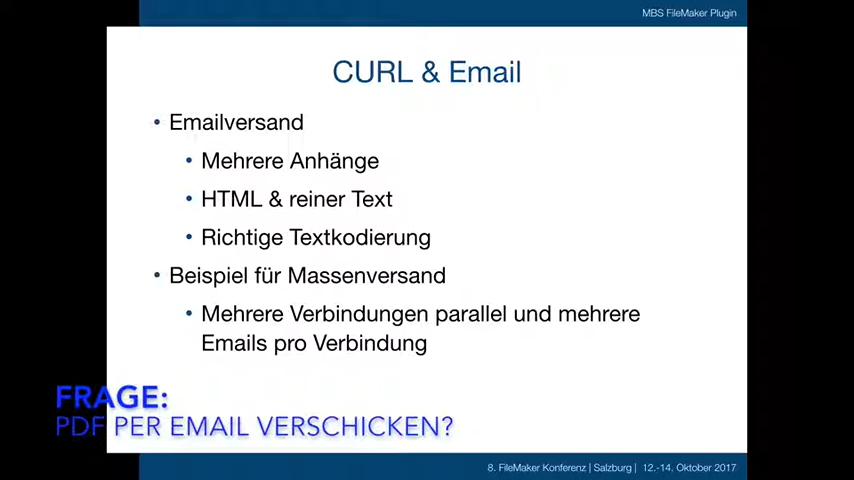 MBS FileMaker Plugin
CURL & Email
• Emailversand
• Mehrere Anhänge
• HTML & reiner Text
• Richtige Textkodierung
• Beispiel für Massenversand
• Mehrere Verbindungen parallel und mehrere
Emails pro Verbindung
FRAGE:
PDF PER EMAIL VERSCHICKEN?
8. FileMaker Konferenz | Salzburg | 12.-14. Oktober 2017